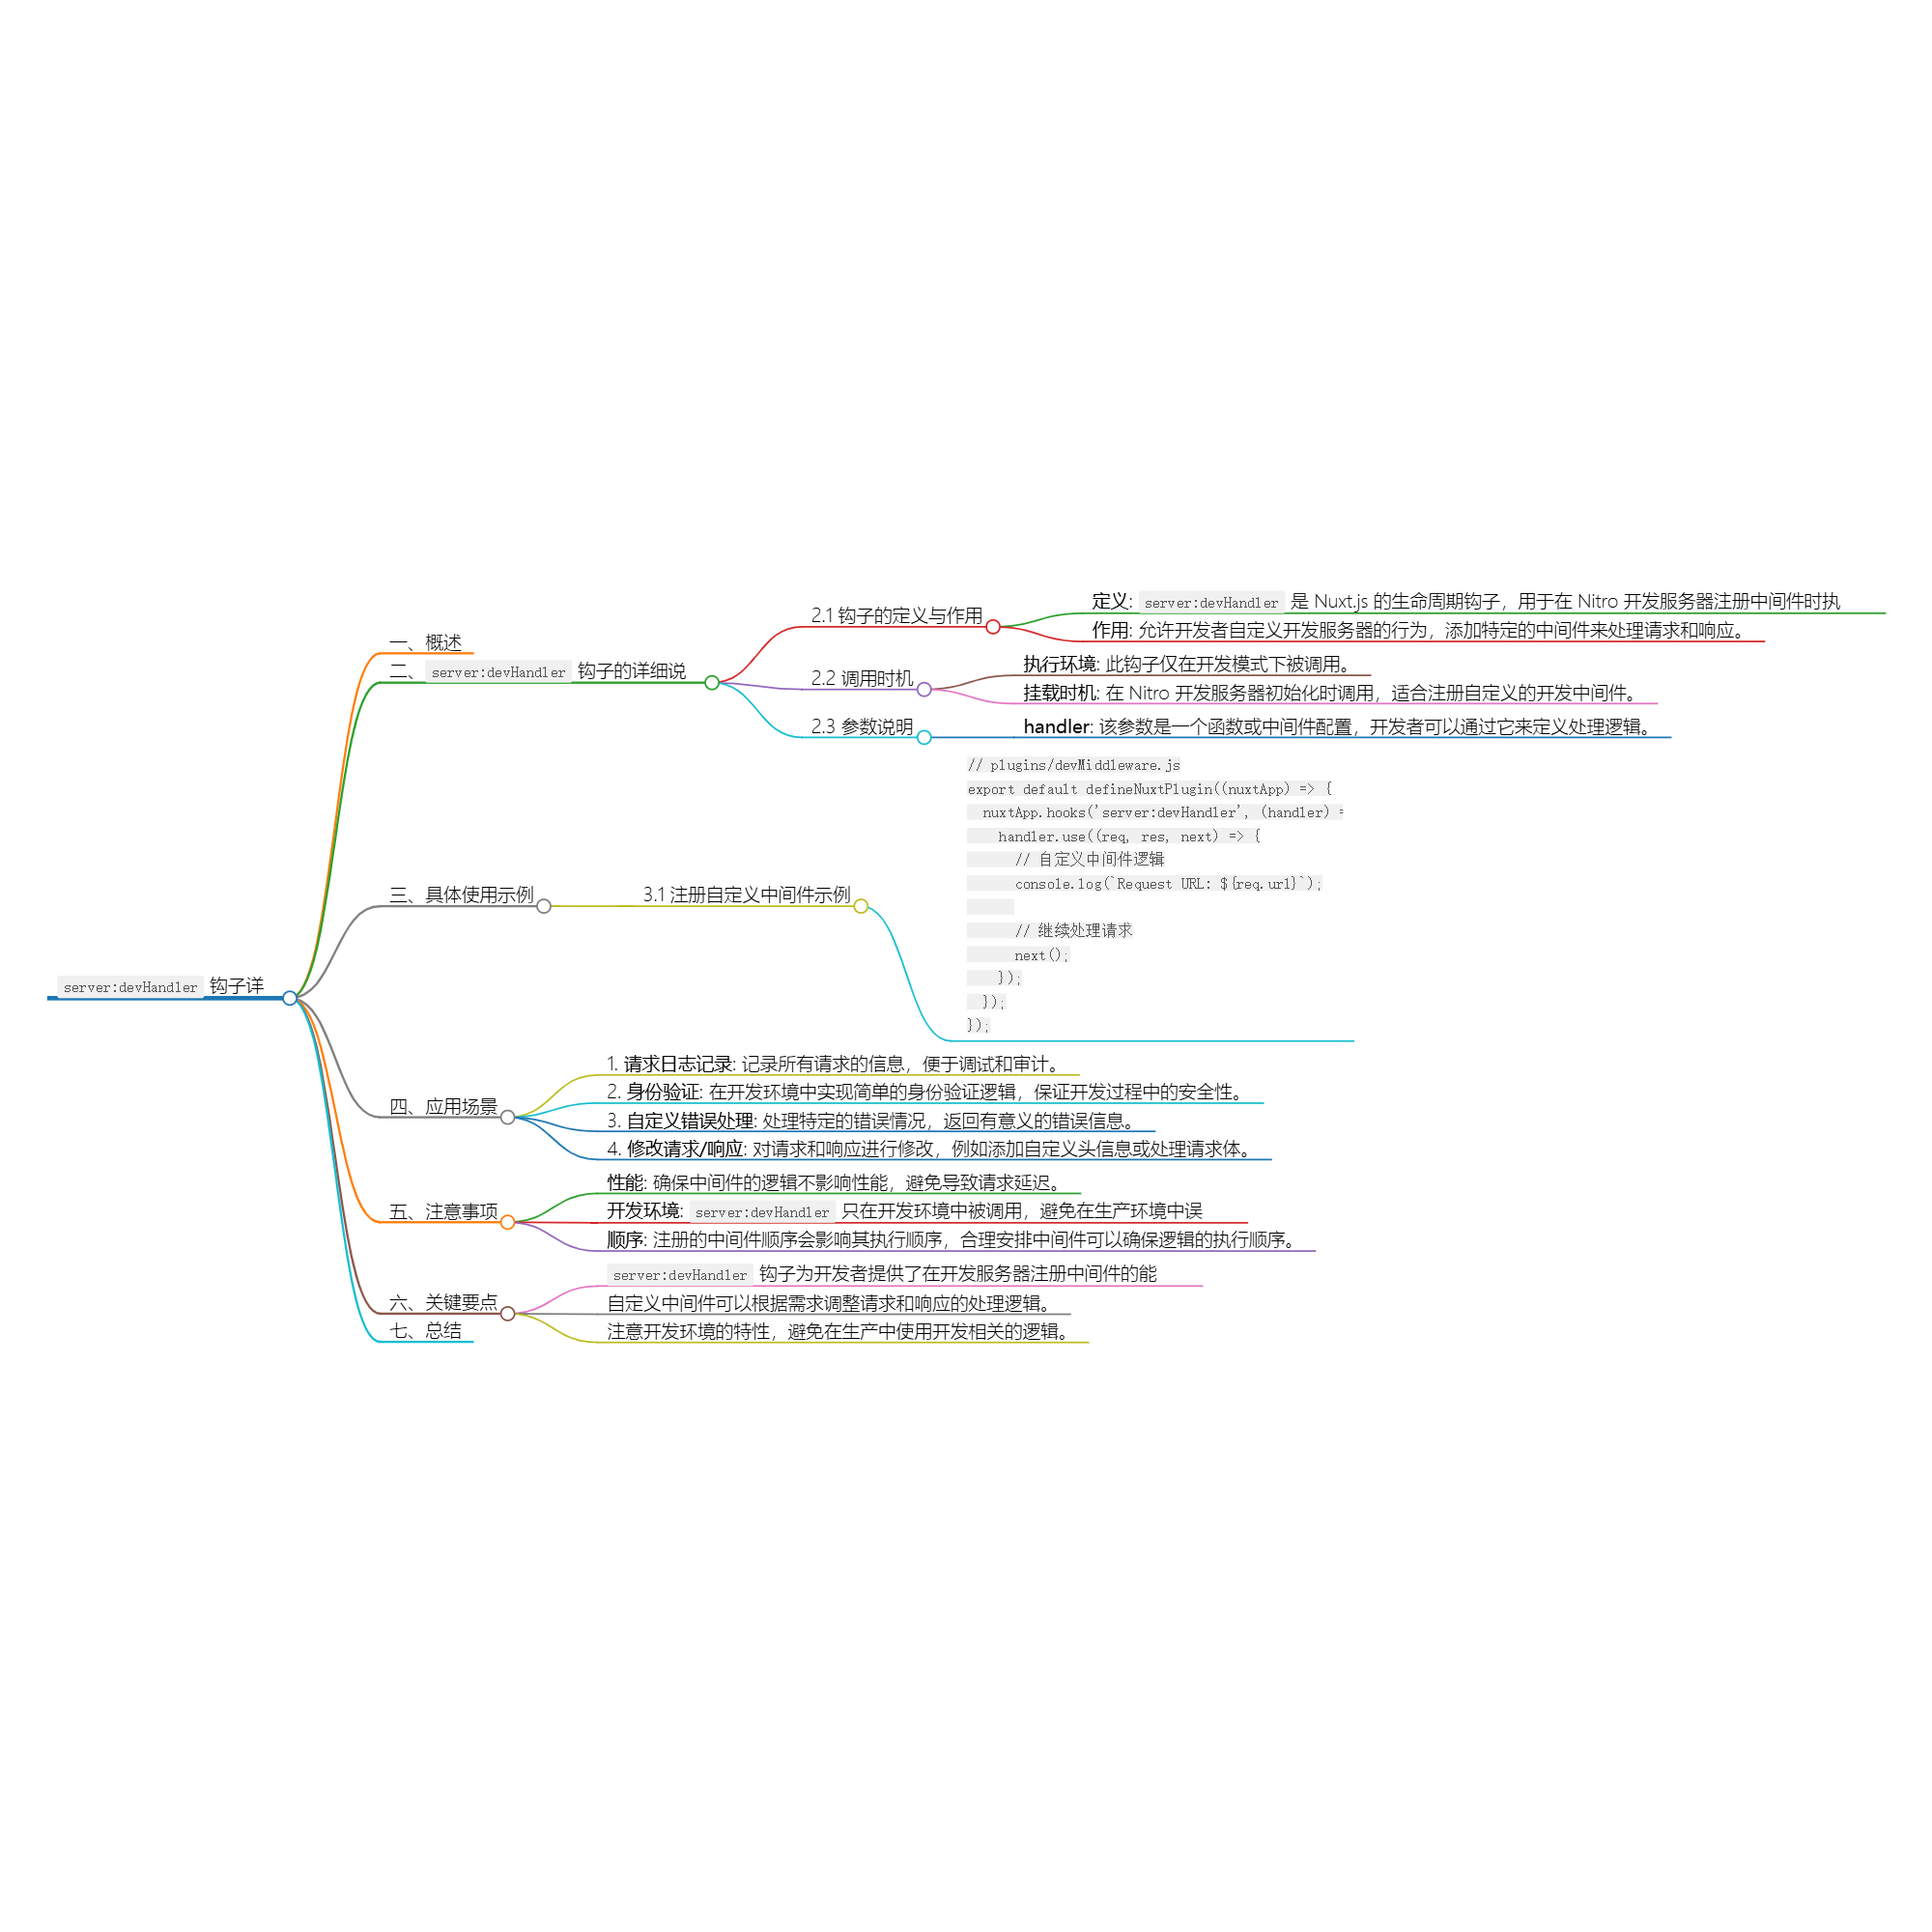 server:devHandler 钩子详
一、概述
二、 server:devHandler 钩子的详细说
2.1 钩子的定义与作用
定义: server:devHandler 是 Nuxt.js 的生命周期钩子，用于在 Nitro 开发服务器注册中间件时执
作用: 允许开发者自定义开发服务器的行为，添加特定的中间件来处理请求和响应。
2.2 调用时机
执行环境: 此钩子仅在开发模式下被调用。
挂载时机: 在 Nitro 开发服务器初始化时调用，适合注册自定义的开发中间件。
2.3 参数说明
handler: 该参数是一个函数或中间件配置，开发者可以通过它来定义处理逻辑。
三、具体使用示例
3.1 注册自定义中间件示例
// plugins/devMiddleware.js
export default defineNuxtPlugin((nuxtApp) => {
  nuxtApp.hooks('server:devHandler', (handler) =
    handler.use((req, res, next) => {
      // 自定义中间件逻辑
      console.log(`Request URL: ${req.url}`);
      // 继续处理请求
      next();
    });
  });
});
四、应用场景
1. 请求日志记录: 记录所有请求的信息，便于调试和审计。
2. 身份验证: 在开发环境中实现简单的身份验证逻辑，保证开发过程中的安全性。
3. 自定义错误处理: 处理特定的错误情况，返回有意义的错误信息。
4. 修改请求/响应: 对请求和响应进行修改，例如添加自定义头信息或处理请求体。
五、注意事项
性能: 确保中间件的逻辑不影响性能，避免导致请求延迟。
开发环境: server:devHandler 只在开发环境中被调用，避免在生产环境中误
顺序: 注册的中间件顺序会影响其执行顺序，合理安排中间件可以确保逻辑的执行顺序。
六、关键要点
server:devHandler 钩子为开发者提供了在开发服务器注册中间件的能
自定义中间件可以根据需求调整请求和响应的处理逻辑。
注意开发环境的特性，避免在生产中使用开发相关的逻辑。
七、总结